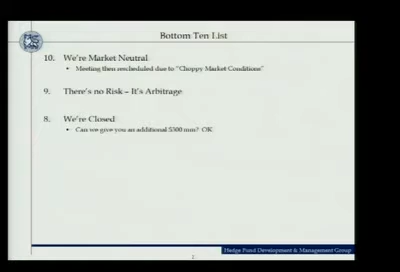 Bottom Ten List
10. We're Market Neutral
• Meeting then rescheduled due to "Choppy Market Conditions"
9. There's no Risk – It's Arbitrage
8. We're Closed
• Can we give you an additional $300 mm? OK
Hedge Fund Development & Management Group
2